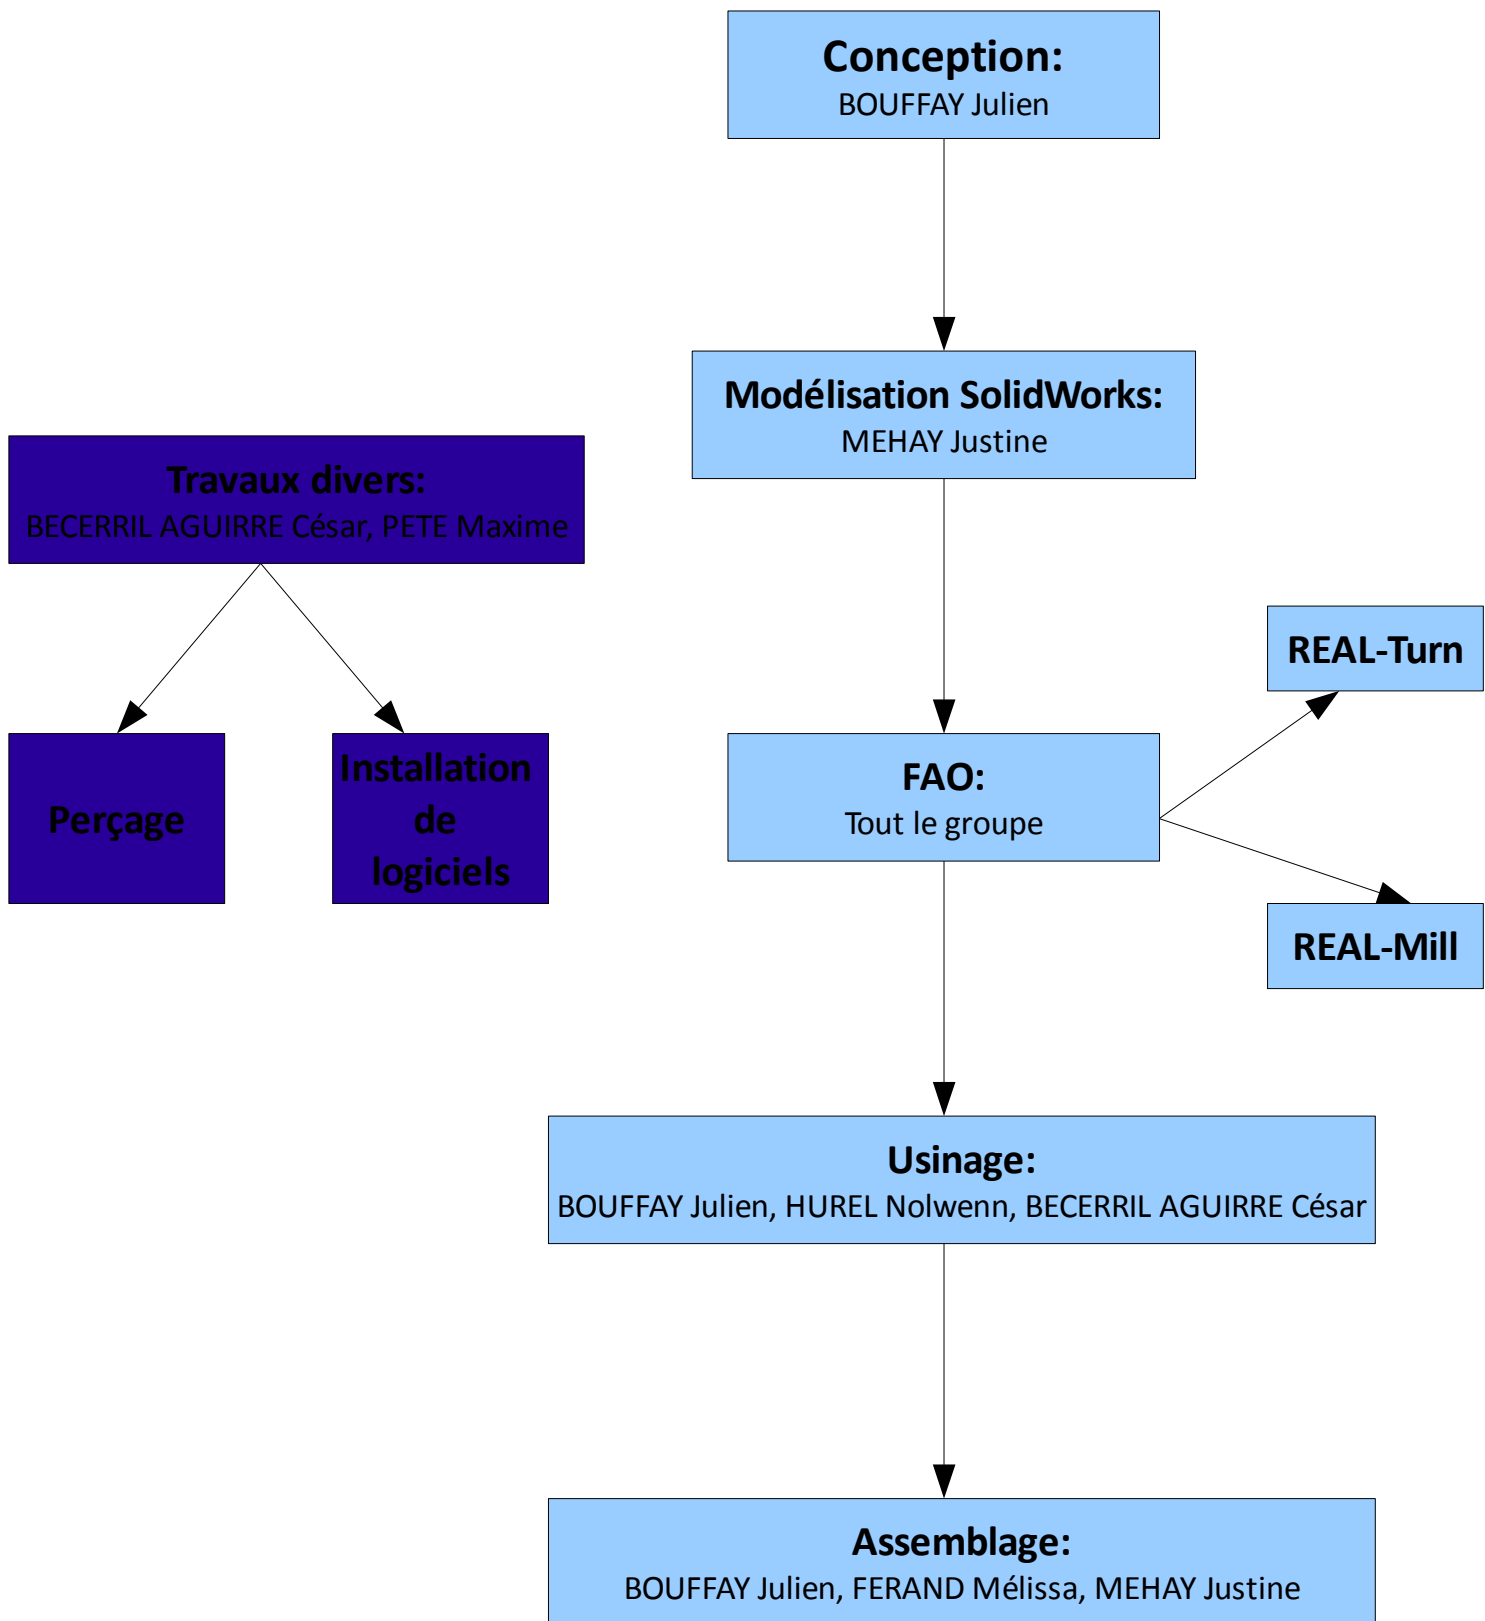 Conception:
BOUFFAY Julien
Modélisation SolidWorks:
MEHAY Justine
Travaux divers:
BECERRIL AGUIRRE César, PETE Maxime
Perçage
Installation
de
logiciels
FAO:
Tout le groupe
REAL-Turn
REAL-Mill
Usinage:
BOUFFAY Julien, HUREL Nolwenn, BECERRIL AGUIRRE César
Assemblage:
BOUFFAY Julien, FERAND Mélissa, MEHAY Justine